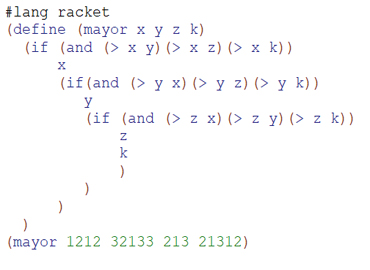 #lang racket
(define (mayor x y z k)
  (if (and (> x y)(> x z)(> x k))
      x
      (if(and (> y x)(> y z)(> y k))
         y
         (if (and (> z x)(> z y)(> z k))
             z
             k
             )
         )
      )
  )
(mayor 1212 32133 213 21312)